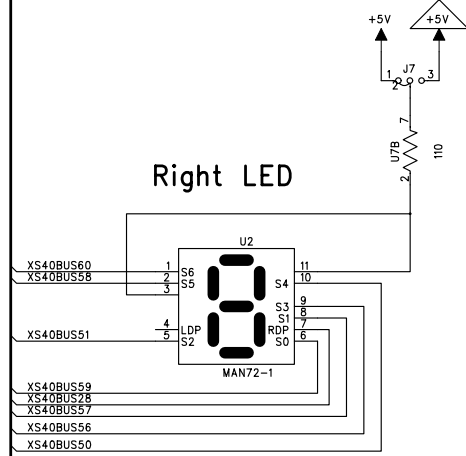 +5V +5V
J7
1 2 3
7
U7B 110
2
Right LED
U2
XS40BUS60 1 S6 11
XS40BUS58 2 S5 S4 10
3
S3 9
S1 8
4 LDP RDP 7
XS40BUS51 5 S2 S0 6
MAN72-1
XS40BUS59
XS40BUS28
XS40BUS57
XS40BUS56
XS40BUS50